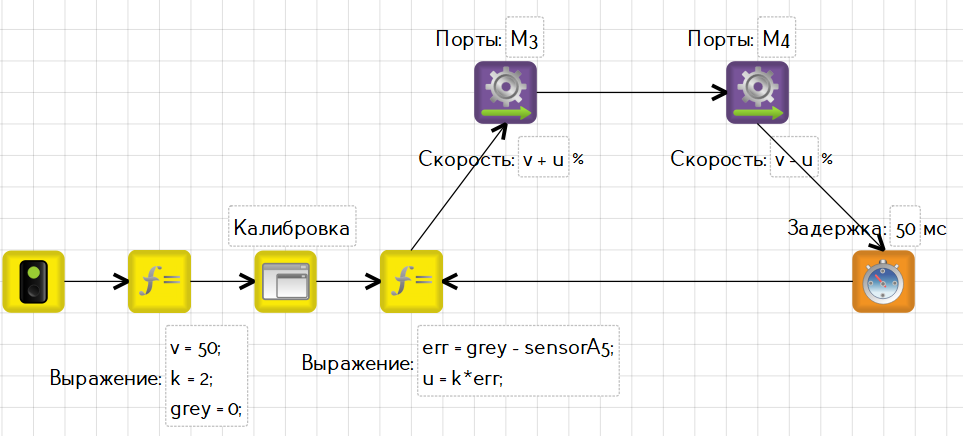 Порты: M3
Порты: M4
Скорость: v + u %
Скорость: v - u %
Калибровка
Задержка: 50 мс
f=
f=
Выражение:
v = 50;
k = 2;
grey = 0;
Выражение:
err = grey - sensorA5;
u = k*err;